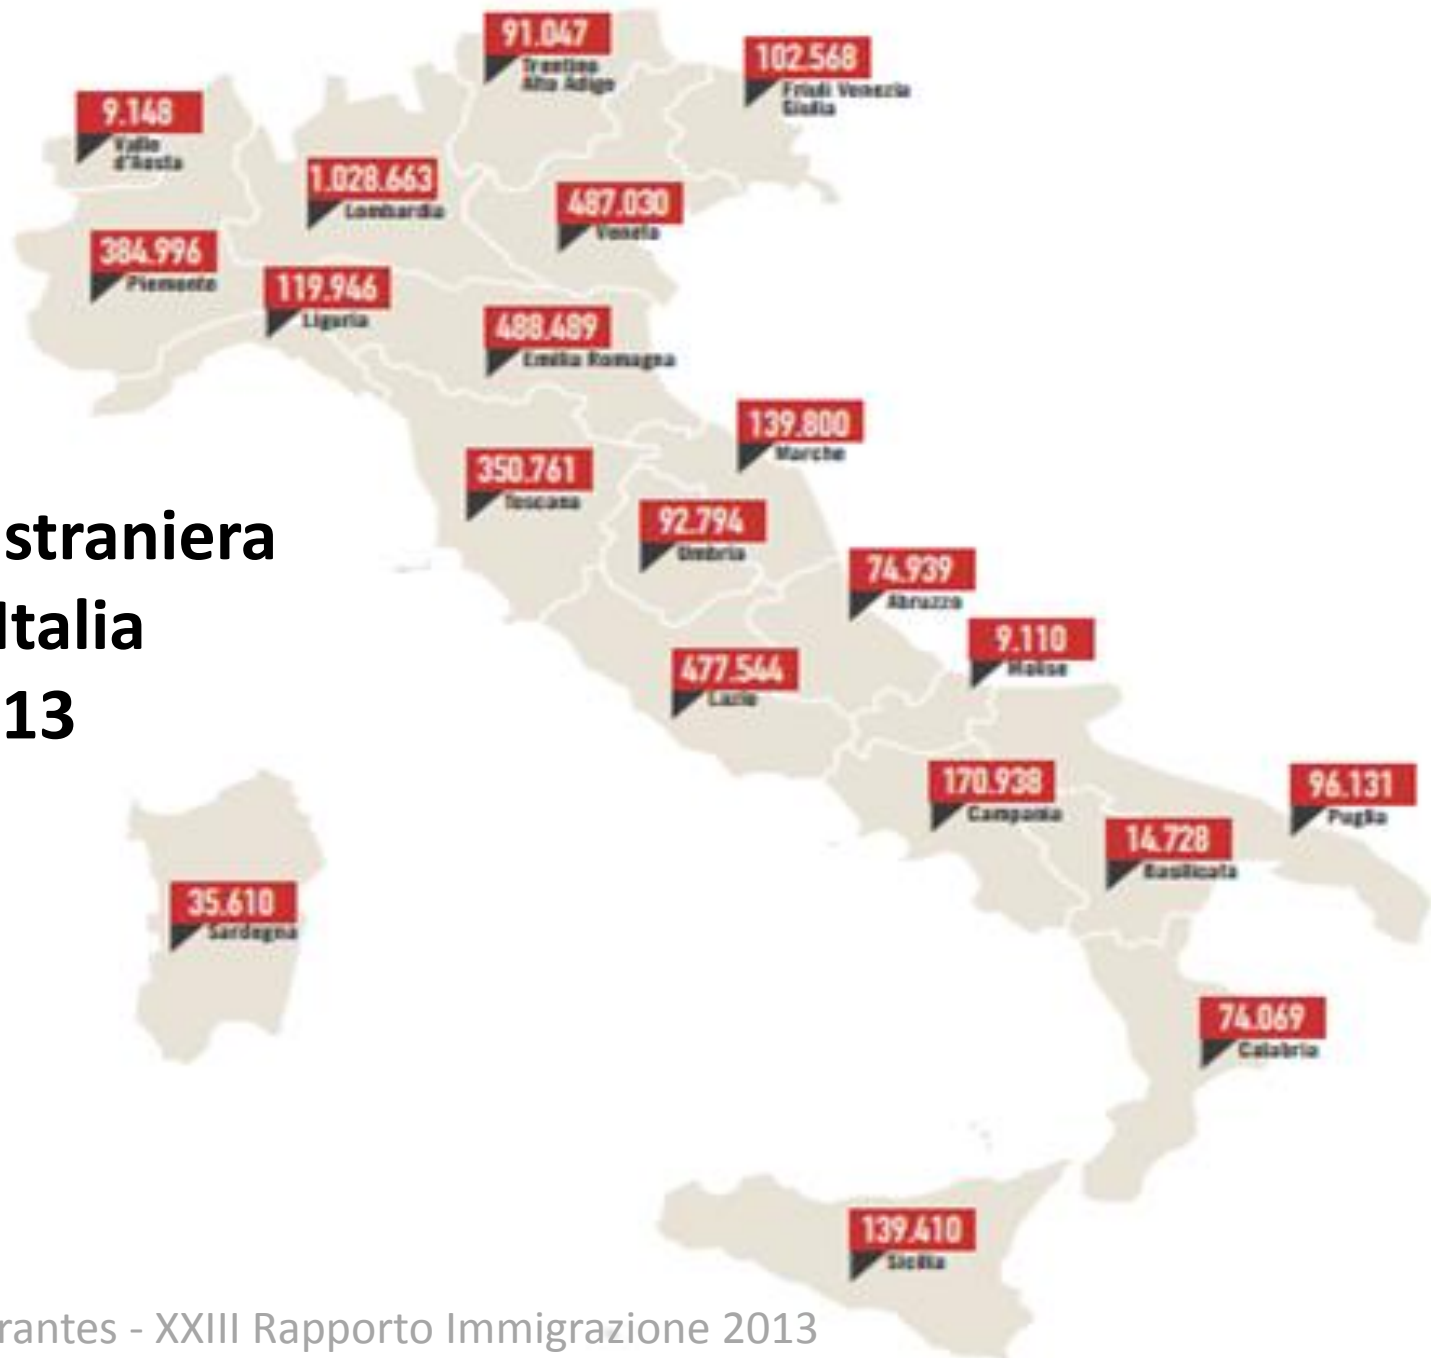 91.047
Trentino
Alto Adige
102.568
Friuli Venezia
Giulia
9.148
Valle
d'Aosta
1.028.663
Lombardia
487.030
Veneto
384.996
Piemonte
119.946
Liguria
488.489
Emilia Romagna
139.800
Marche
350.761
Toscana
92.794
Umbria
straniera
Italia
13
74.939
Abruzzo
9.110
Molise
477.544
Lazio
170.938
Campania
96.131
Puglia
14.728
Basilicata
35.610
Sardegna
74.069
Calabria
139.410
Sicilia
rantes - XXIII Rapporto Immigrazione 2013